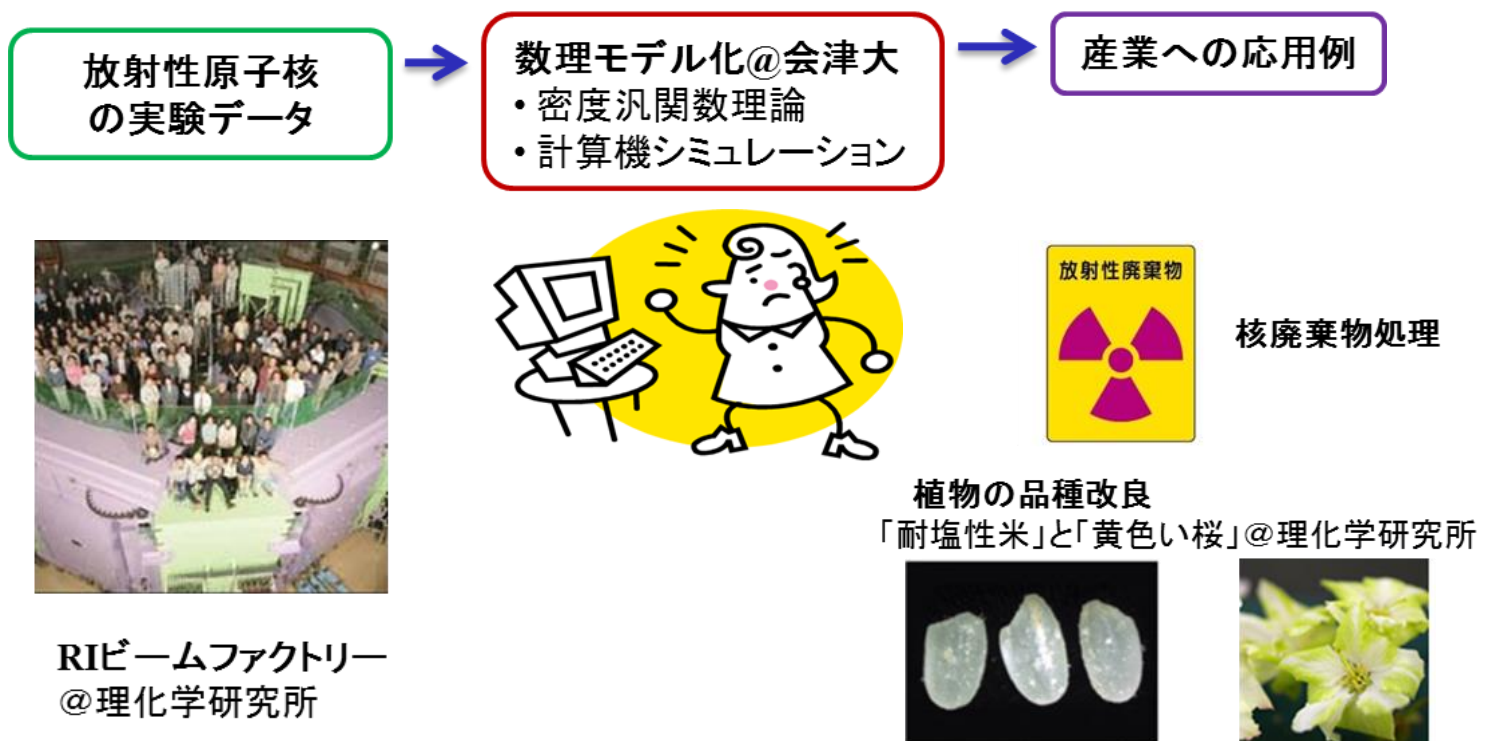 放射性原子核
の実験データ
数理モデル化@会津大
• 密度汎関数理論
• 計算機シミュレーション
産業への応用例
RIビームファクトリー
@理化学研究所
放射性廃棄物
核廃棄物処理
植物の品種改良
「耐塩性米」と「黄色い桜」@理化学研究所